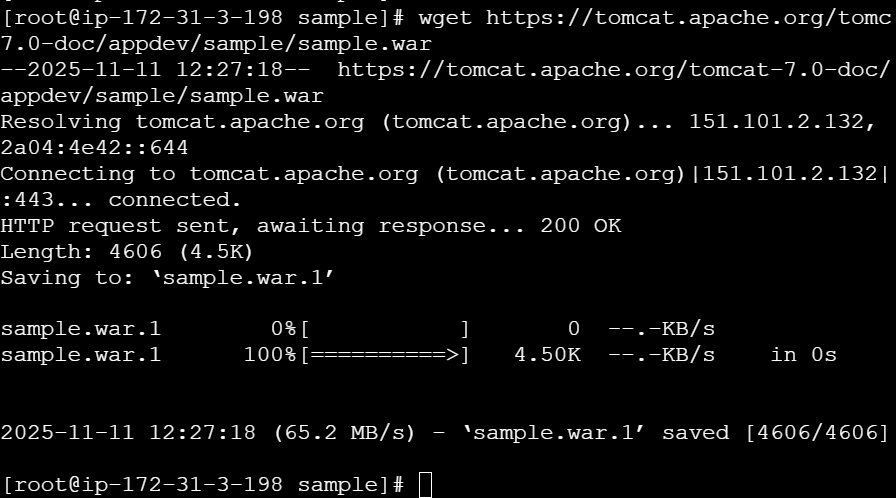 [root@ip-172-31-3-198 sample]# wget https://tomcat.apache.org/tomc
7.0-doc/appdev/sample/sample.war
--2025-11-11 12:27:18--  https://tomcat.apache.org/tomcat-7.0-doc/
appdev/sample/sample.war
Resolving tomcat.apache.org (tomcat.apache.org)... 151.101.2.132,
2a04:4e42::644
Connecting to tomcat.apache.org (tomcat.apache.org)|151.101.2.132|
:443... connected.
HTTP request sent, awaiting response... 200 OK
Length: 4606 (4.5K)
Saving to: ‘sample.war.1’
sample.war.1        0%[           ]       0  --.-KB/s
sample.war.1      100%[==========>]   4.50K  --.-KB/s    in 0s
2025-11-11 12:27:18 (65.2 MB/s) - ‘sample.war.1’ saved [4606/4606]
[root@ip-172-31-3-198 sample]#